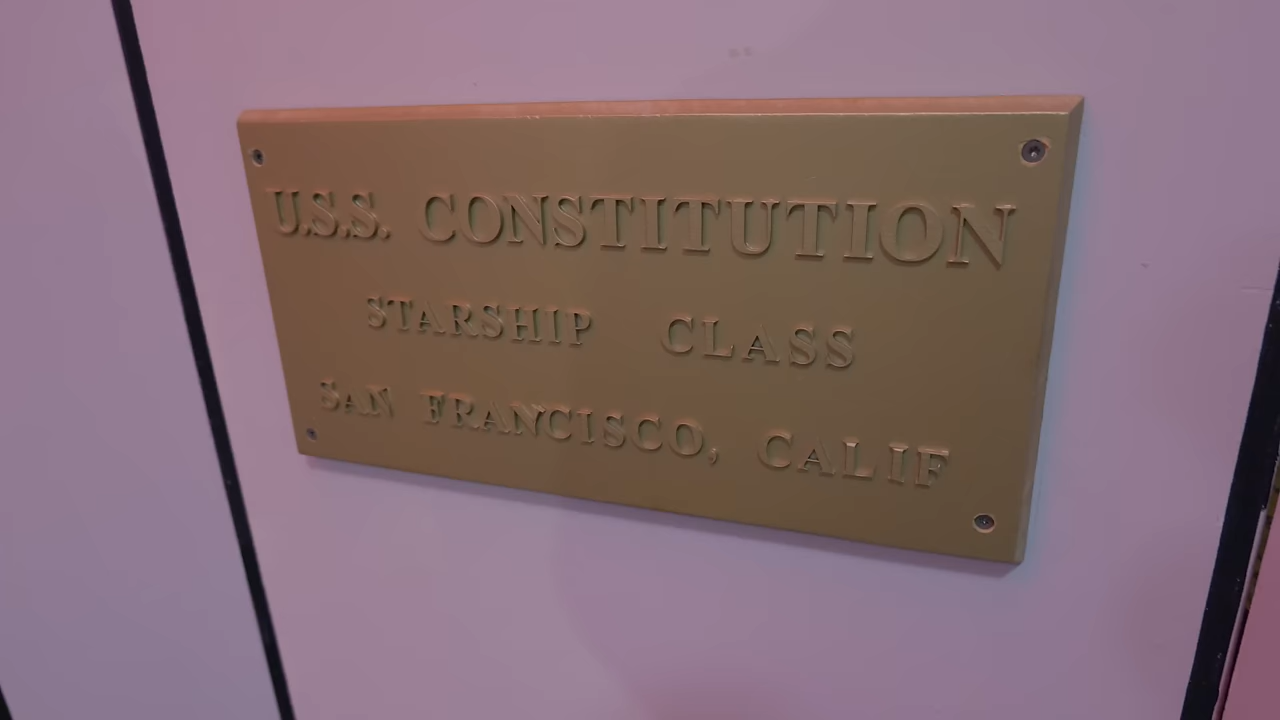 U.S.S. CONSTITUTION
STARSHIP CLASS
SAN FRANCISCO, CALIF